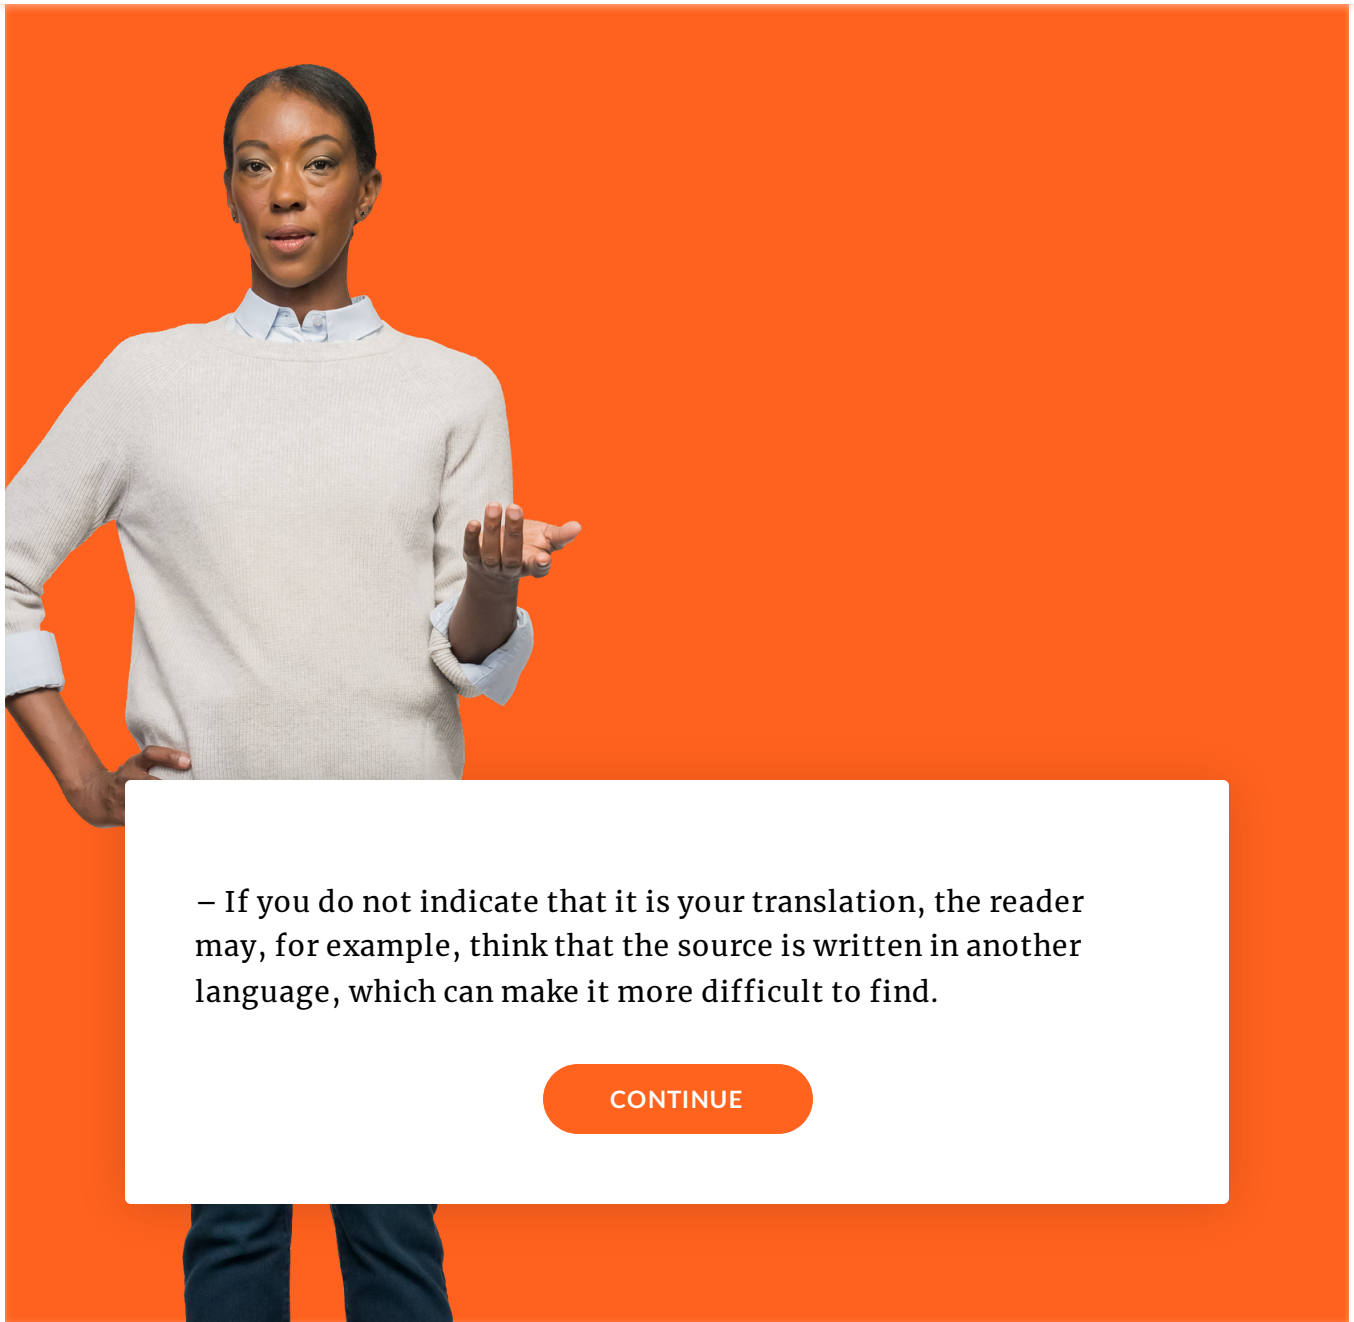 – If you do not indicate that it is your translation, the reader
may, for example, think that the source is written in another
language, which can make it more difficult to find.
CONTINUE